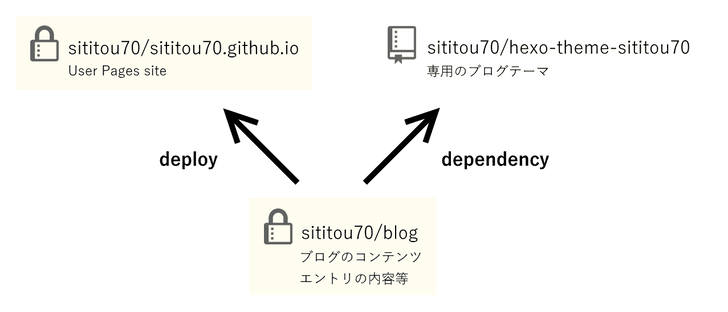 sititou70/sititou70.github.io
User Pages site
sititou70/hexo-theme-sititou70
専用のブログテーマ
deploy
dependency
sititou70/blog
ブログのコンテンツ
エントリの内容等